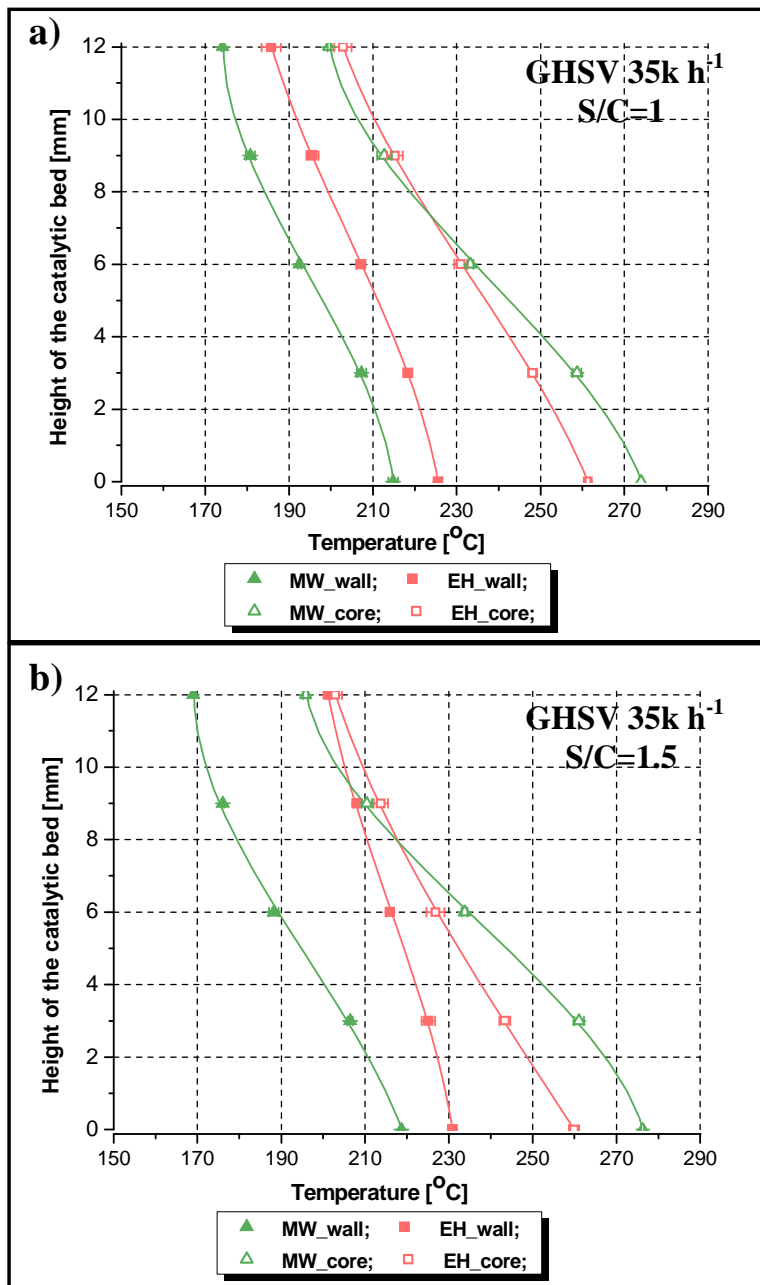 a)
GHSV 35k h⁻¹
S/C=1
Height of the catalytic bed [mm]
12
10
8
6
4
2
0
150 170 190 210 230 250 270 290
Temperature [ᴼC]
MW_wall; EH_wall;
MW_core; EH_core;
b)
GHSV 35k h⁻¹
S/C=1.5
Height of the catalytic bed [mm]
12
10
8
6
4
2
0
150 170 190 210 230 250 270 290
Temperature [ᴼC]
MW_wall; EH_wall;
MW_core; EH_core;